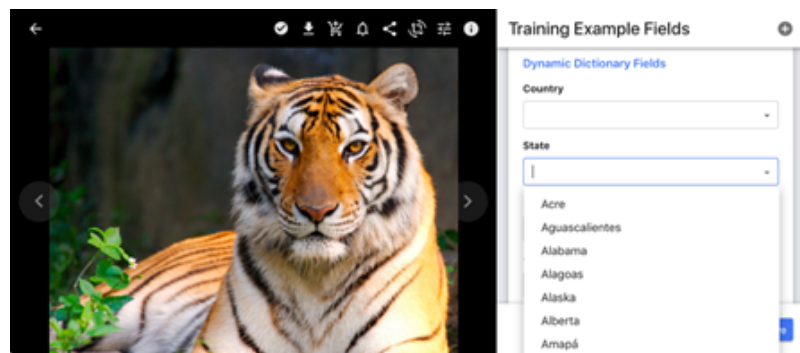 Training Example Fields
Dynamic Dictionary Fields
Country
State
Acre
Aguascalientes
Alabama
Alagoas
Alaska
Alberta
Amapá